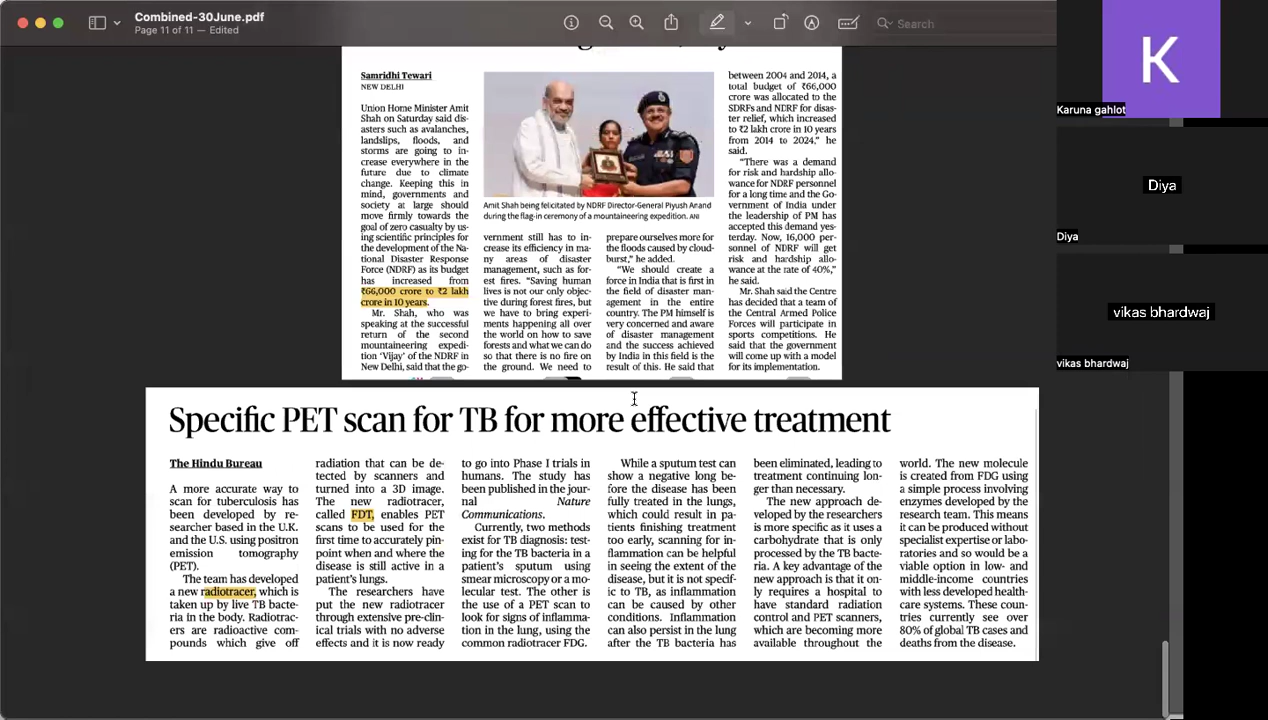 Combined-30June.pdf
Page 11 of 11 — Edited
Search
Samridhi Tewari
NEW DELHI
Union Home Minister Amit
Shah on Saturday said dis-
asters such as avalanches,
landslips, floods, and
storms are going to in-
crease everywhere in the
future due to climate
change. Keeping this in
mind, governments and
society at large should
move firmly towards the
goal of zero casualty by us-
ing scientific principles for
the development of the Na-
tional Disaster Response
Force (NDRF) as its budget
has increased from
₹66,000 crore to ₹2 lakh
crore in 10 years.
Mr. Shah, who was
speaking at the successful
return of the second
mountaineering expedi-
tion ‘Vijay’ of the NDRF in
New Delhi, said that the go-
Amit Shah being felicitated by NDRF Director-General Piyush Anand
during the flag-in ceremony of a mountaineering expedition. ANI
vernment still has to in-
crease its efficiency in ma-
ny areas of disaster
management, such as for-
est fires. “Saving human
lives is not our only objec-
tive during forest fires, but
we have to bring experi-
ments happening all over
the world on how to save
forests and what we can do
so that there is no fire on
the ground. We need to
prepare ourselves more for
the floods caused by cloud-
burst,” he added.
“We should create a
force in India that is first in
the field of disaster man-
agement in the entire
country. The PM himself is
very concerned and aware
of disaster management
and the success achieved
by India in this field is the
result of this. He said that
between 2004 and 2014, a
total budget of ₹66,000
crore was allocated to the
SDRFs and NDRF for disas-
ter relief, which increased
to ₹2 lakh crore in 10 years
from 2014 to 2024,” he
said.
“There was a demand
for risk and hardship allo-
wance for NDRF personnel
for a long time and the Go-
vernment of India under
the leadership of PM has
accepted this demand yes-
terday. Now, 16,000 per-
sonnel of NDRF will get
risk and hardship allo-
wance at the rate of 40%,”
he said.
Mr. Shah said the Centre
has decided that a team of
the Central Armed Police
Forces will participate in
sports competitions. He
said that the government
will come up with a model
for its implementation.
Specific PET scan for TB for more effective treatment
The Hindu Bureau
A more accurate way to
scan for tuberculosis has
been developed by re-
searcher based in the U.K.
and the U.S. using positron
emission tomography
(PET).
The team has developed
a new radiotracer, which is
taken up by live TB bacte-
ria in the body. Radiotrac-
ers are radioactive com-
pounds which give off
radiation that can be de-
tected by scanners and
turned into a 3D image.
The new radiotracer,
called FDT, enables PET
scans to be used for the
first time to accurately pin-
point when and where the
disease is still active in a
patient’s lungs.
The researchers have
put the new radiotracer
through extensive pre-clin-
ical trials with no adverse
effects and it is now ready
to go into Phase I trials in
humans. The study has
been published in the jour-
nal Nature
Communications.
Currently, two methods
exist for TB diagnosis: test-
ing for the TB bacteria in a
patient’s sputum using
smear microscopy or a mo-
lecular test. The other is
the use of a PET scan to
look for signs of inflamma-
tion in the lung, using the
common radiotracer FDG.
While a sputum test can
show a negative long be-
fore the disease has been
fully treated in the lungs,
which could result in pa-
tients finishing treatment
too early, scanning for in-
flammation can be helpful
in seeing the extent of the
disease, but it is not specif-
ic to TB, as inflammation
can be caused by other
conditions. Inflammation
can also persist in the lung
after the TB bacteria has
been eliminated, leading to
treatment continuing lon-
ger than necessary.
The new approach de-
veloped by the researchers
is more specific as it uses a
carbohydrate that is only
processed by the TB bacte-
ria. A key advantage of the
new approach is that it on-
ly requires a hospital to
have standard radiation
control and PET scanners,
which are becoming more
available throughout the
world. The new molecule
is created from FDG using
a simple process involving
enzymes developed by the
research team. This means
it can be produced without
specialist expertise or labo-
ratories and so would be a
viable option in low- and
middle-income countries
with less developed health-
care systems. These coun-
tries currently see over
80% of global TB cases and
deaths from the disease.
K
Karuna gahlot
Diya
Diya
vikas bhardwaj
vikas bhardwaj